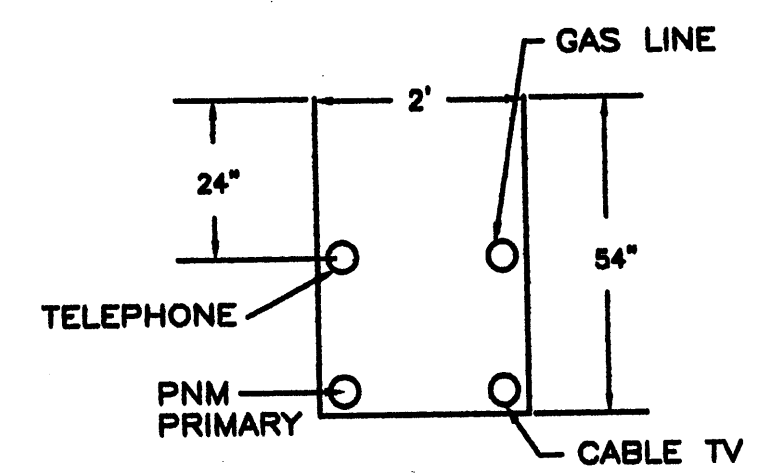 GAS LINE
2'
24"
54"
TELEPHONE
PNM
PRIMARY
CABLE TV